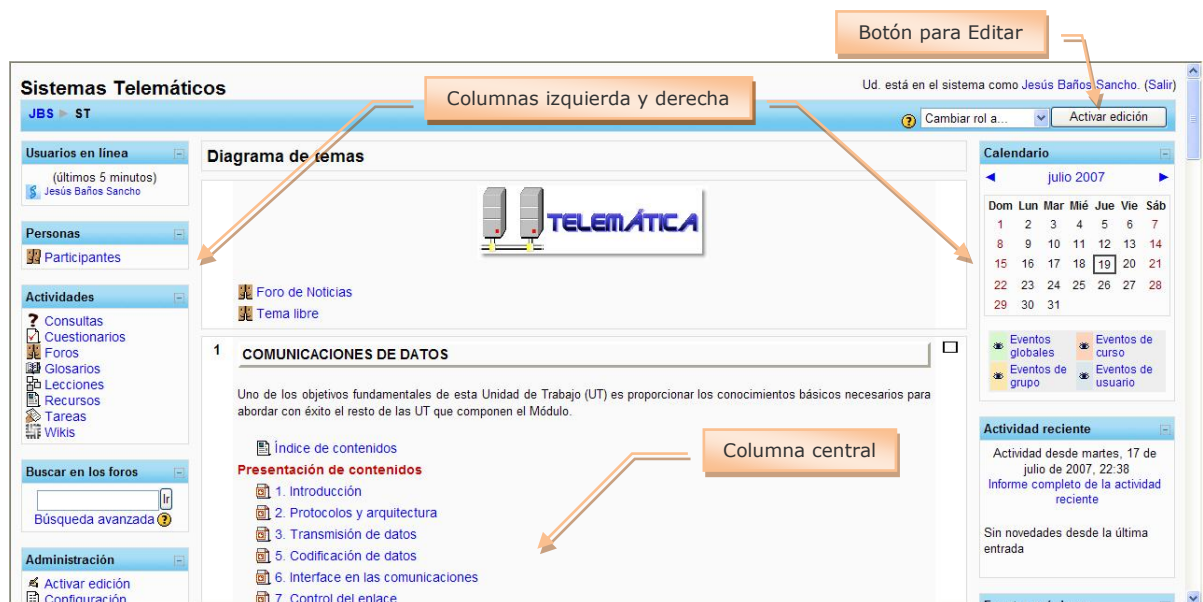 Botón para Editar
Sistemas Telemáticos
Ud. está en el sistema como Jesús Baños Sancho. (Salir)
Columnas izquierda y derecha
JBS ► ST
Cambiar rol a...
Activar edición
Usuarios en línea
(últimos 5 minutos)
Jesús Baños Sancho
Personas
Participantes
Actividades
Consultas
Cuestionarios
Foros
Glosarios
Lecciones
Recursos
Tareas
Wikis
Buscar en los foros
Ir
Búsqueda avanzada
Administración
Activar edición
Configuración
Diagrama de temas
TELEMÁTICA
Foro de Noticias
Tema libre
1 COMUNICACIONES DE DATOS
Uno de los objetivos fundamentales de esta Unidad de Trabajo (UT) es proporcionar los conocimientos básicos necesarios para
abordar con éxito el resto de las UT que componen el Módulo.
Índice de contenidos
Columna central
Presentación de contenidos
1. Introducción
2. Protocolos y arquitectura
3. Transmisión de datos
5. Codificación de datos
6. Interface en las comunicaciones
7. Control del enlace
Calendario
◄ julio 2007 ►
Dom Lun Mar Mié Jue Vie Sáb
1 2 3 4 5 6 7
8 9 10 11 12 13 14
15 16 17 18 19 20 21
22 23 24 25 26 27 28
29 30 31
Eventos globales
Eventos de curso
Eventos de grupo
Eventos de usuario
Actividad reciente
Actividad desde martes, 17 de
julio de 2007, 22:38
Informe completo de la actividad
reciente
Sin novedades desde la última
entrada